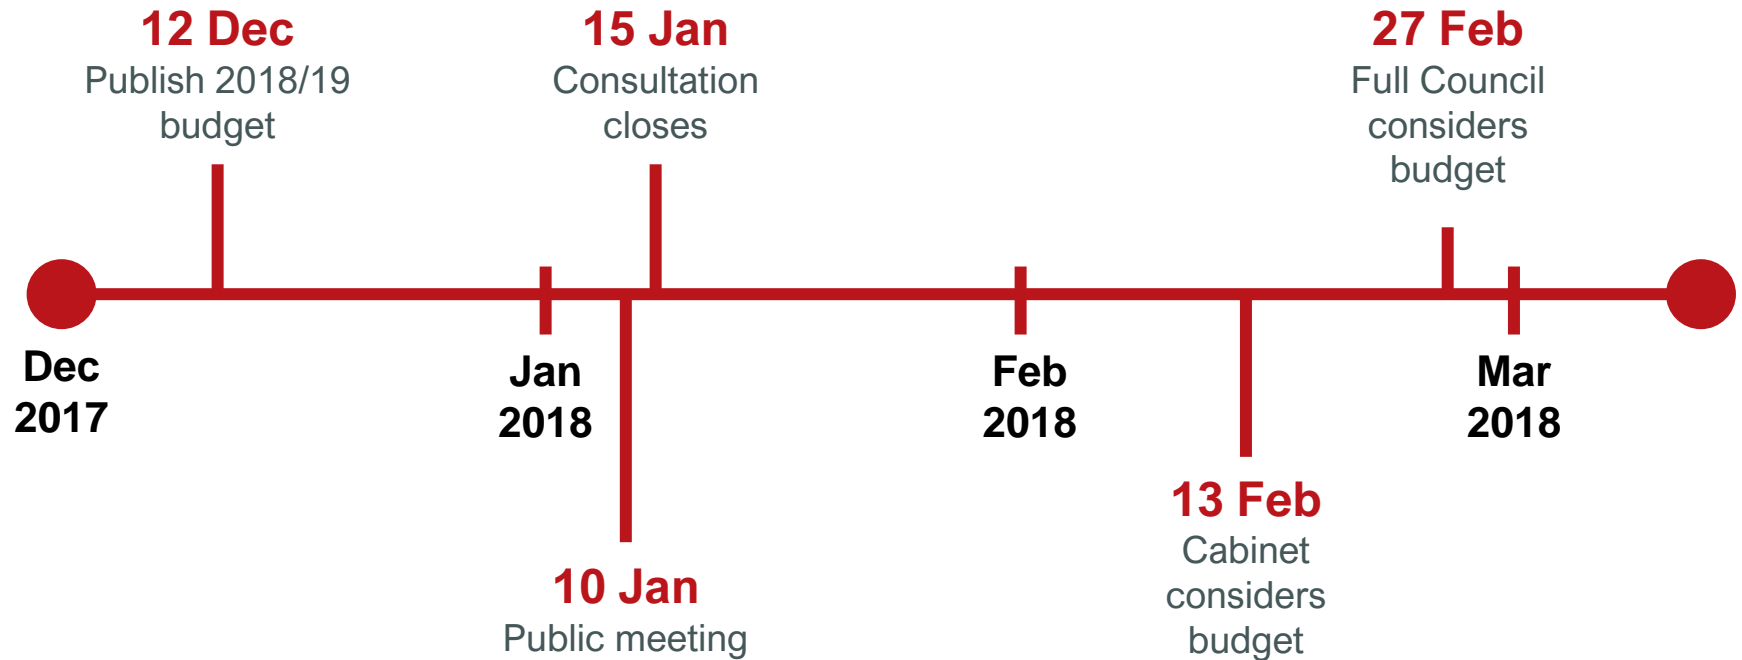 12 Dec
Publish 2018/19
budget
15 Jan
Consultation
closes
27 Feb
Full Council
considers
budget
Dec
2017
Jan
2018
Feb
2018
Mar
2018
10 Jan
Public meeting
13 Feb
Cabinet
considers
budget